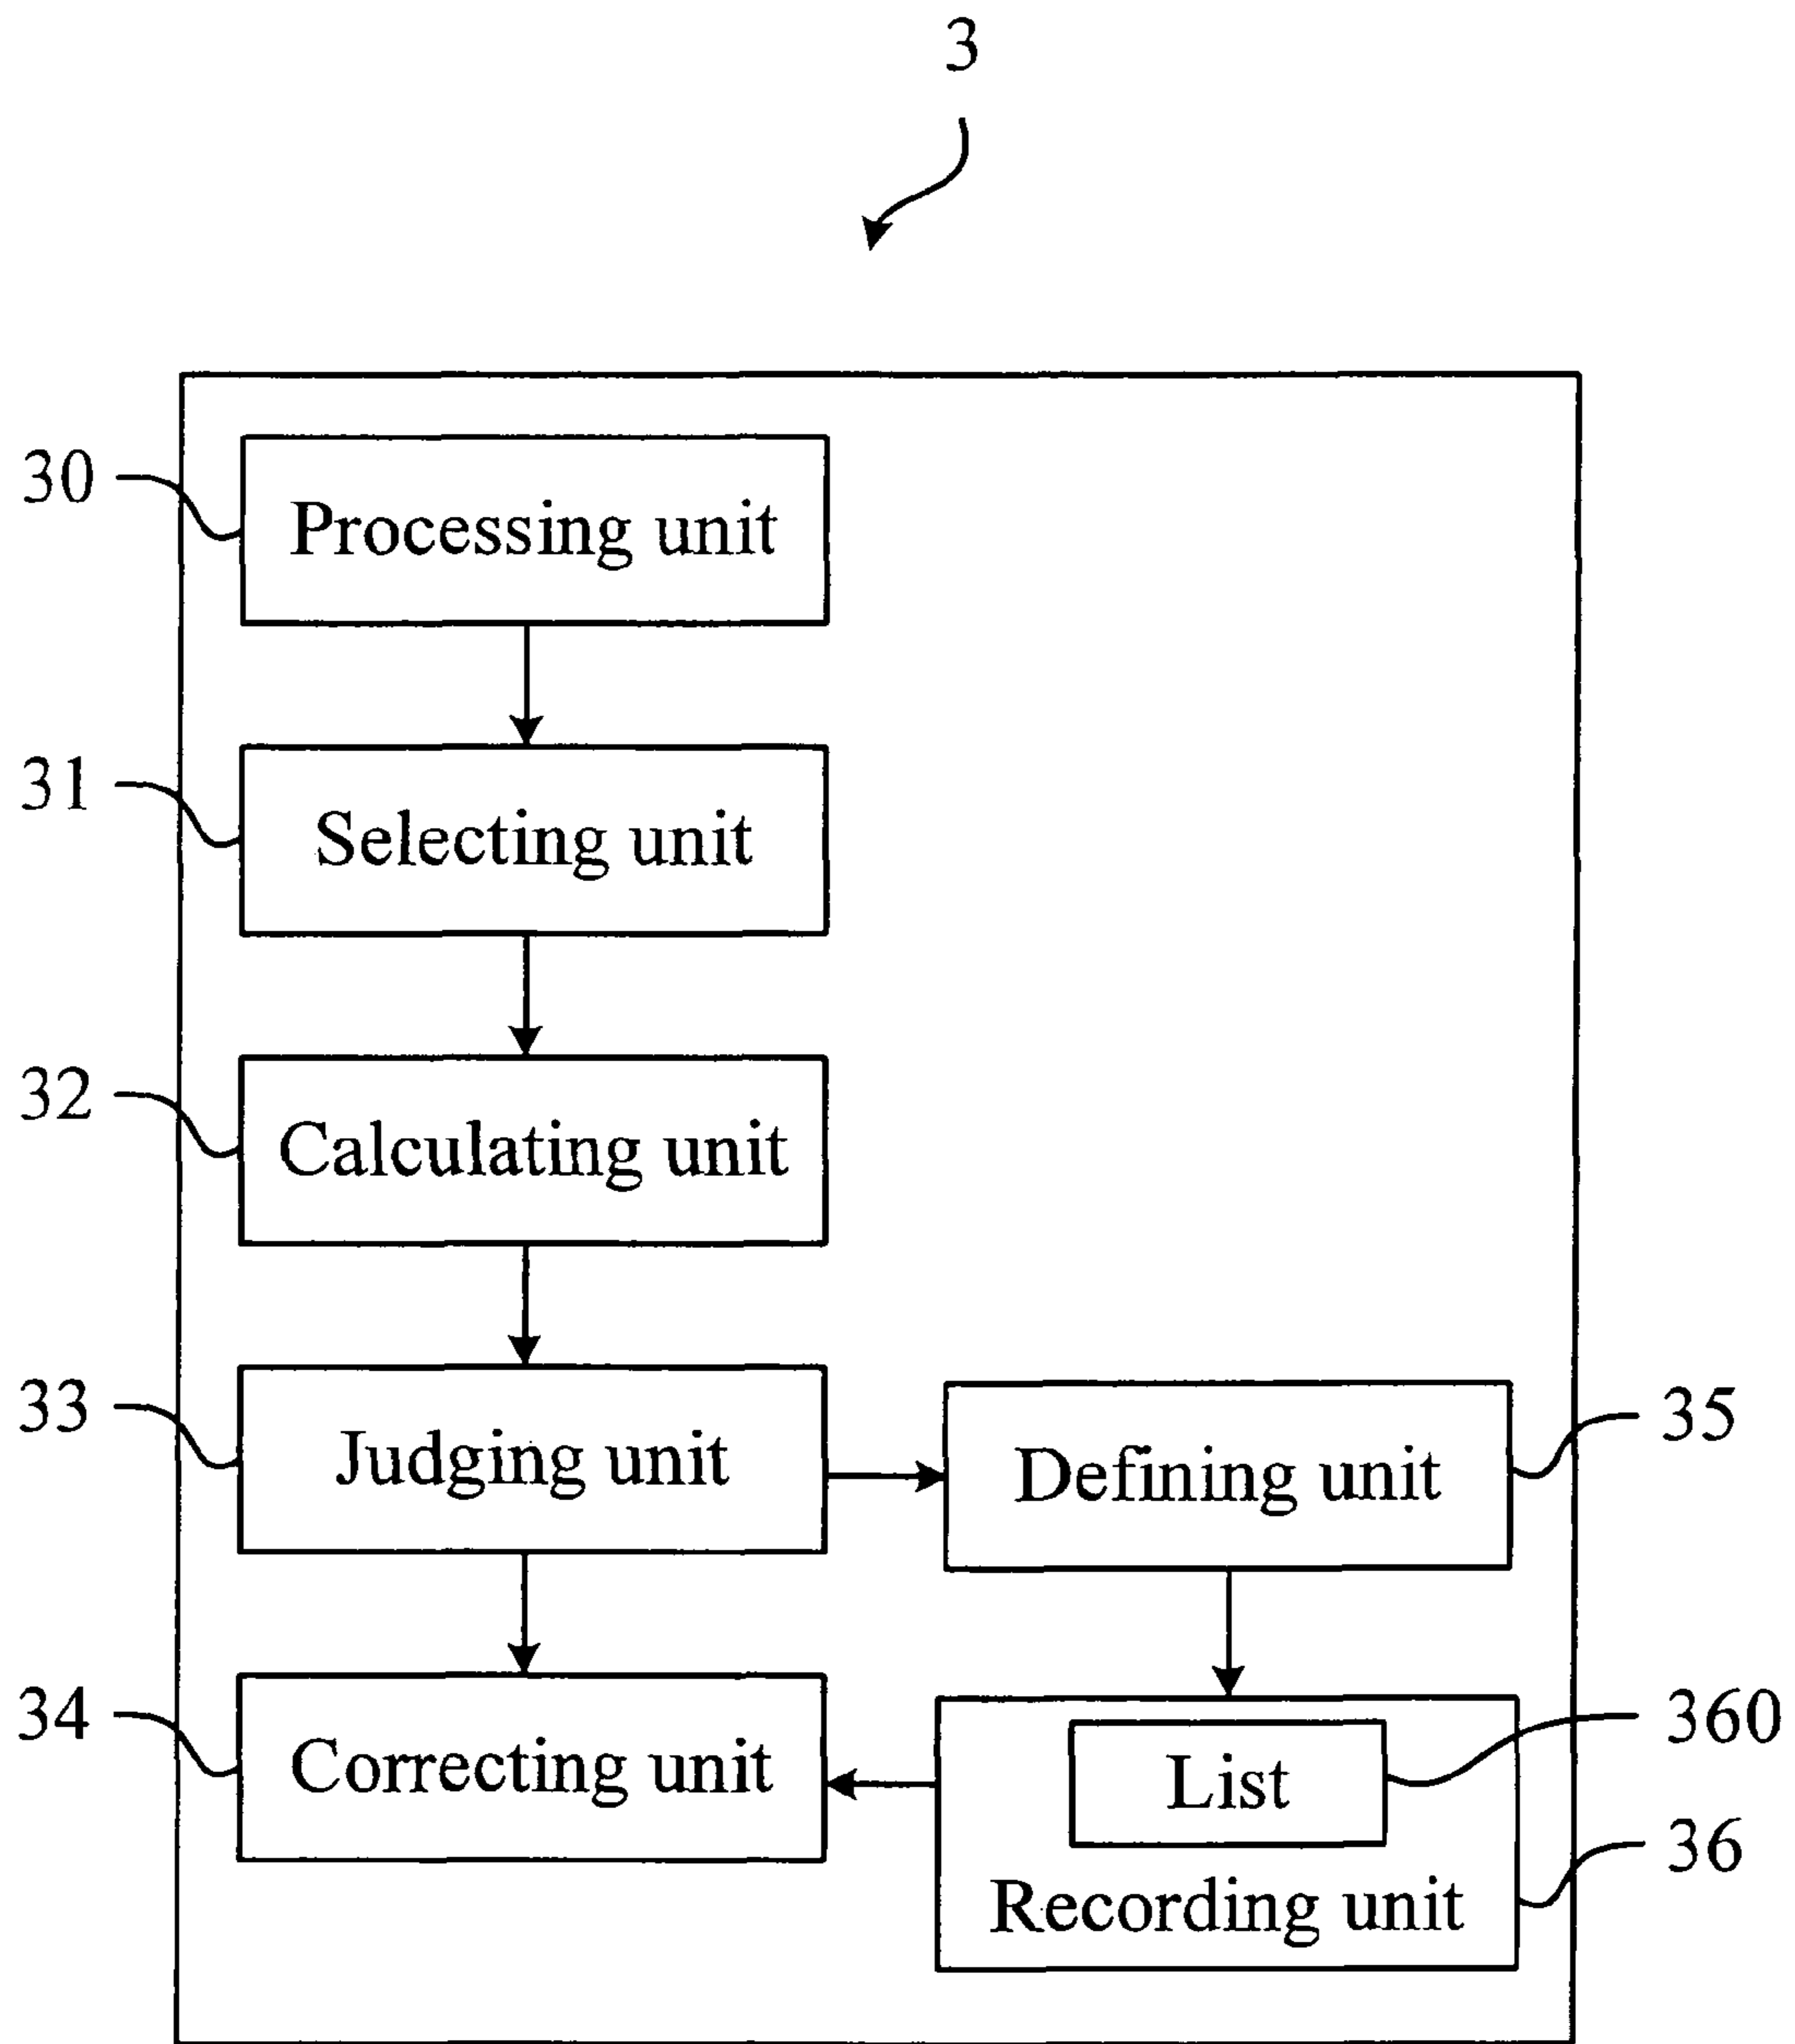 3
30
Processing unit
31
Selecting unit
32
Calculating unit
33
Judging unit
Defining unit
35
34
Correcting unit
List
360
Recording unit
36